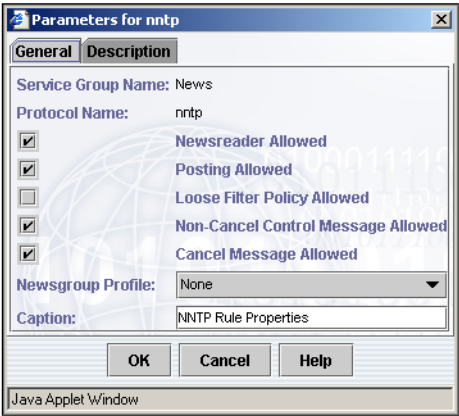 Parameters for nntp
General Description
Service Group Name: News
Protocol Name: nntp
Newsreader Allowed
Posting Allowed
Loose Filter Policy Allowed
Non-Cancel Control Message Allowed
Cancel Message Allowed
Newsgroup Profile: None
Caption: NNTP Rule Properties
OK Cancel Help
Java Applet Window